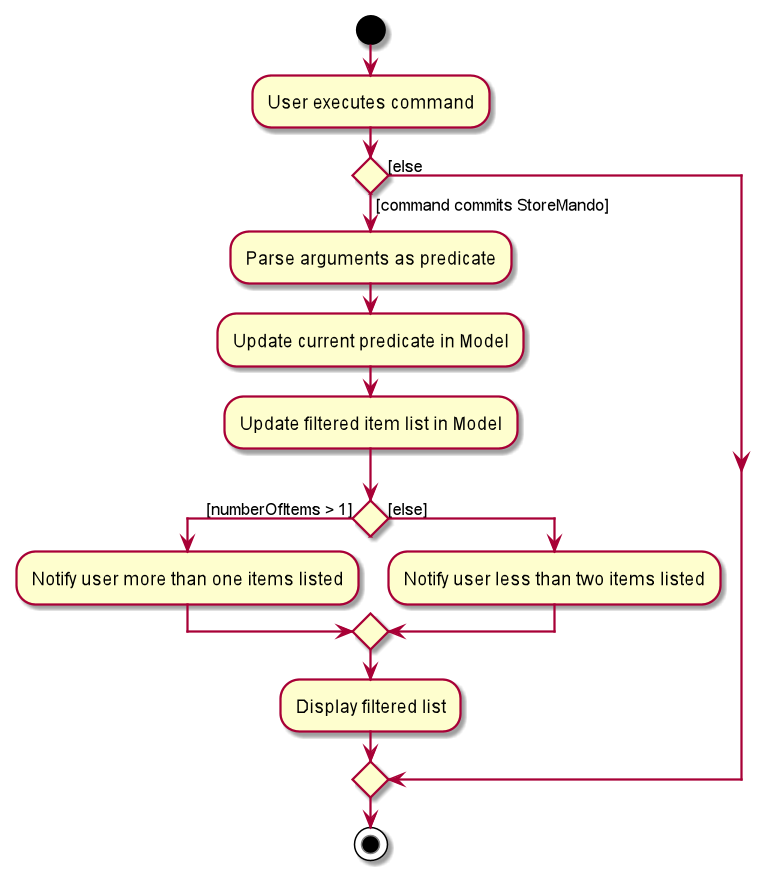 User executes command
[else
[command commits StoreMando]
Parse arguments as predicate
Update current predicate in Model
Update filtered item list in Model
[numberOfItems > 1]
[else]
Notify user more than one items listed
Notify user less than two items listed
Display filtered list